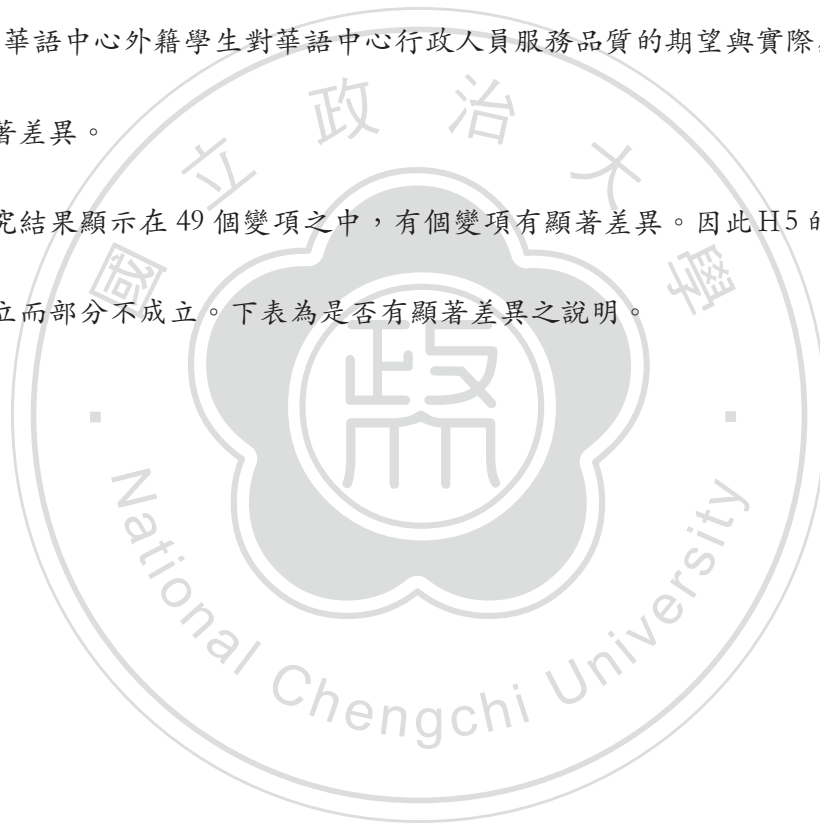 華語中心外籍學生對華語中心行政人員服務品質的期望與實際
著差異。
究結果顯示在 49 個變項之中，有個變項有顯著差異。因此H5 的
立而部分不成立。下表為是否有顯著差異之說明。
國立政治大學
National Chengchi University